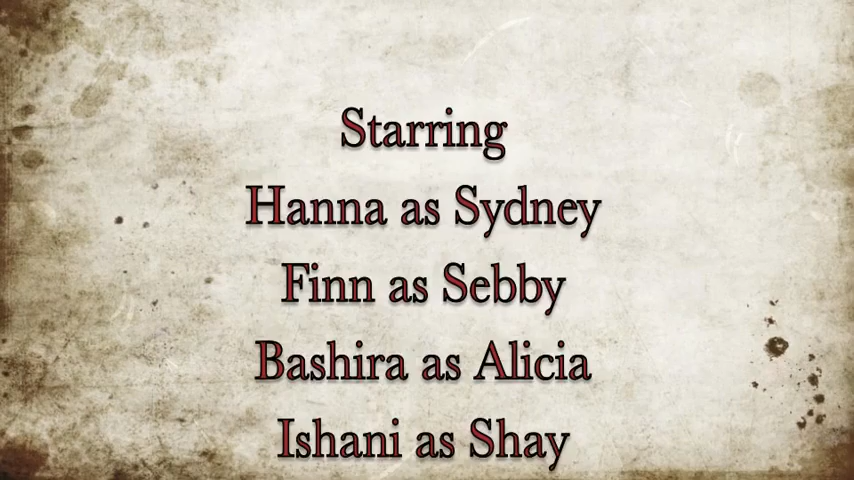 Starring
Hanna as Sydney
Finn as Sebby
Bashira as Alicia
Ishani as Shay